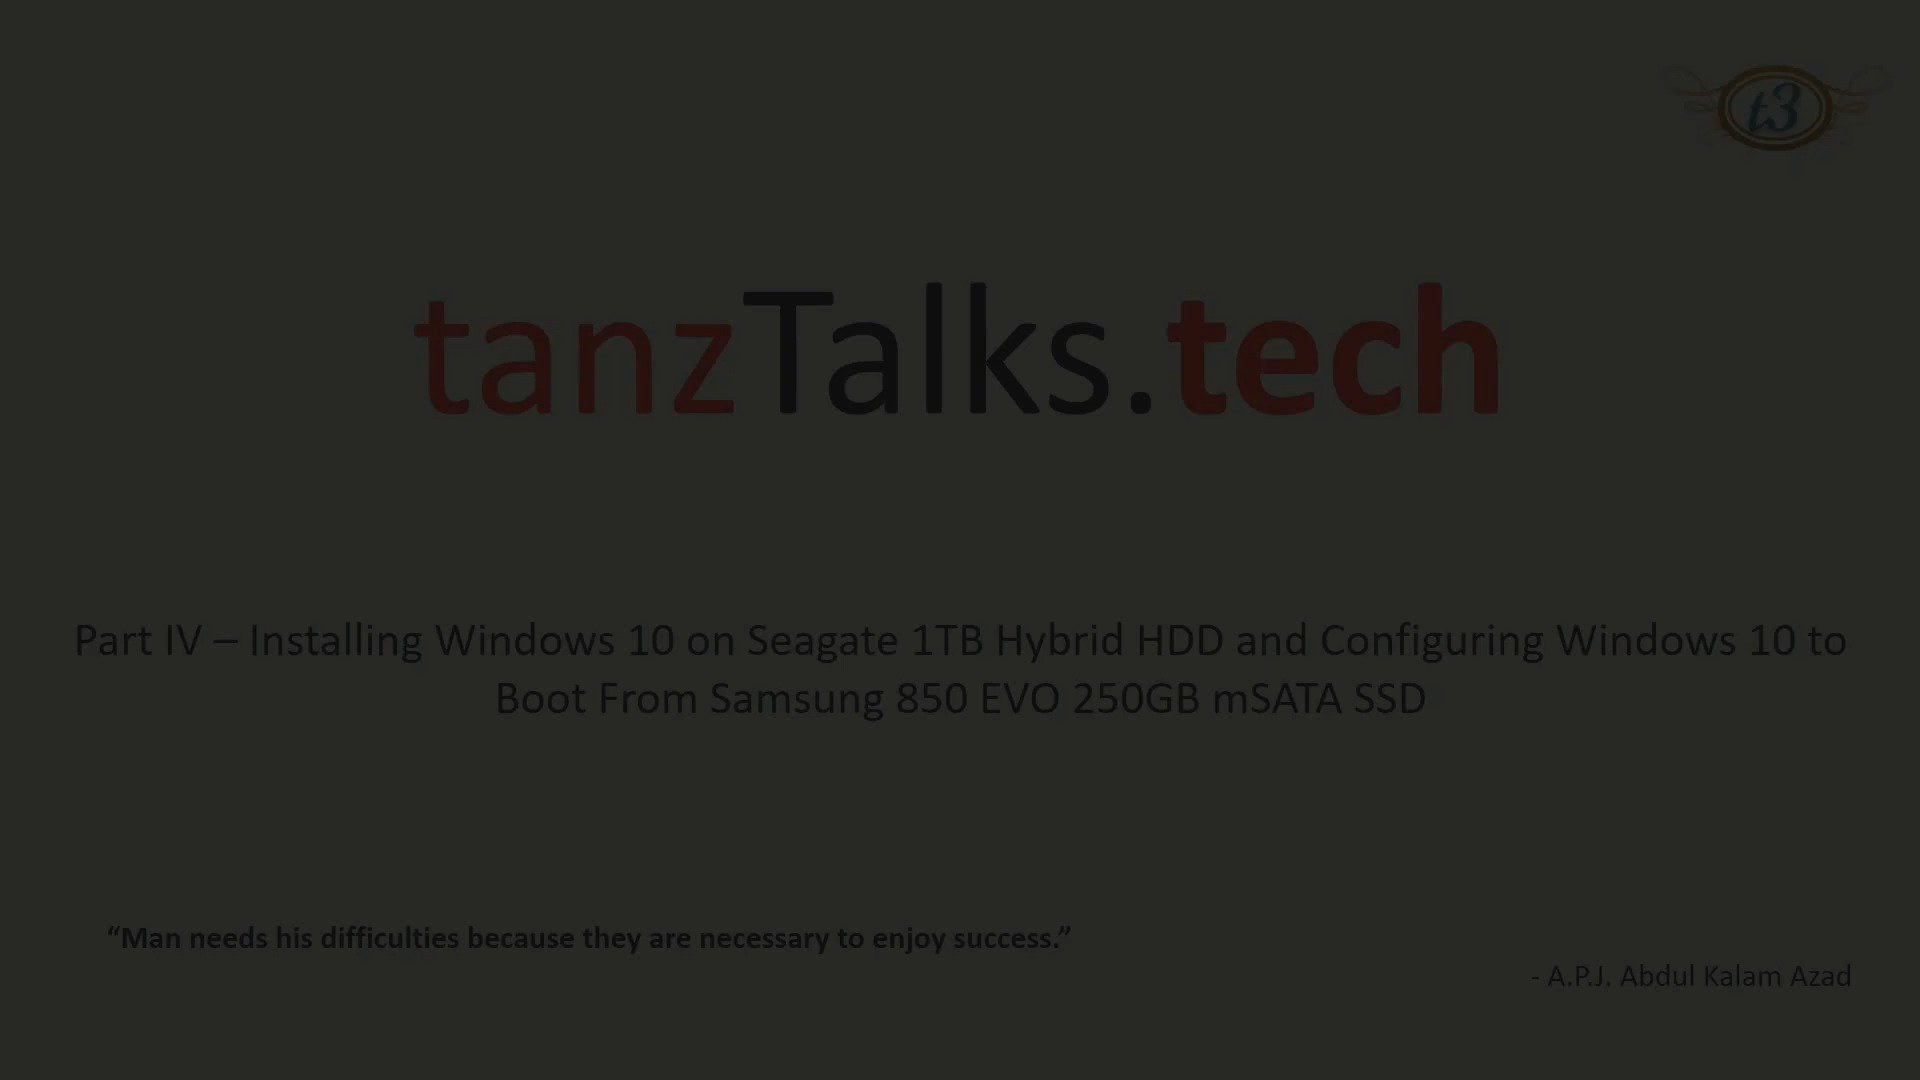 t3
tanzTalks.tech
Part IV – Installing Windows 10 on Seagate 1TB Hybrid HDD and Configuring Windows 10 to
Boot From Samsung 850 EVO 250GB mSATA SSD
“Man needs his difficulties because they are necessary to enjoy success.”
- A.P.J. Abdul Kalam Azad